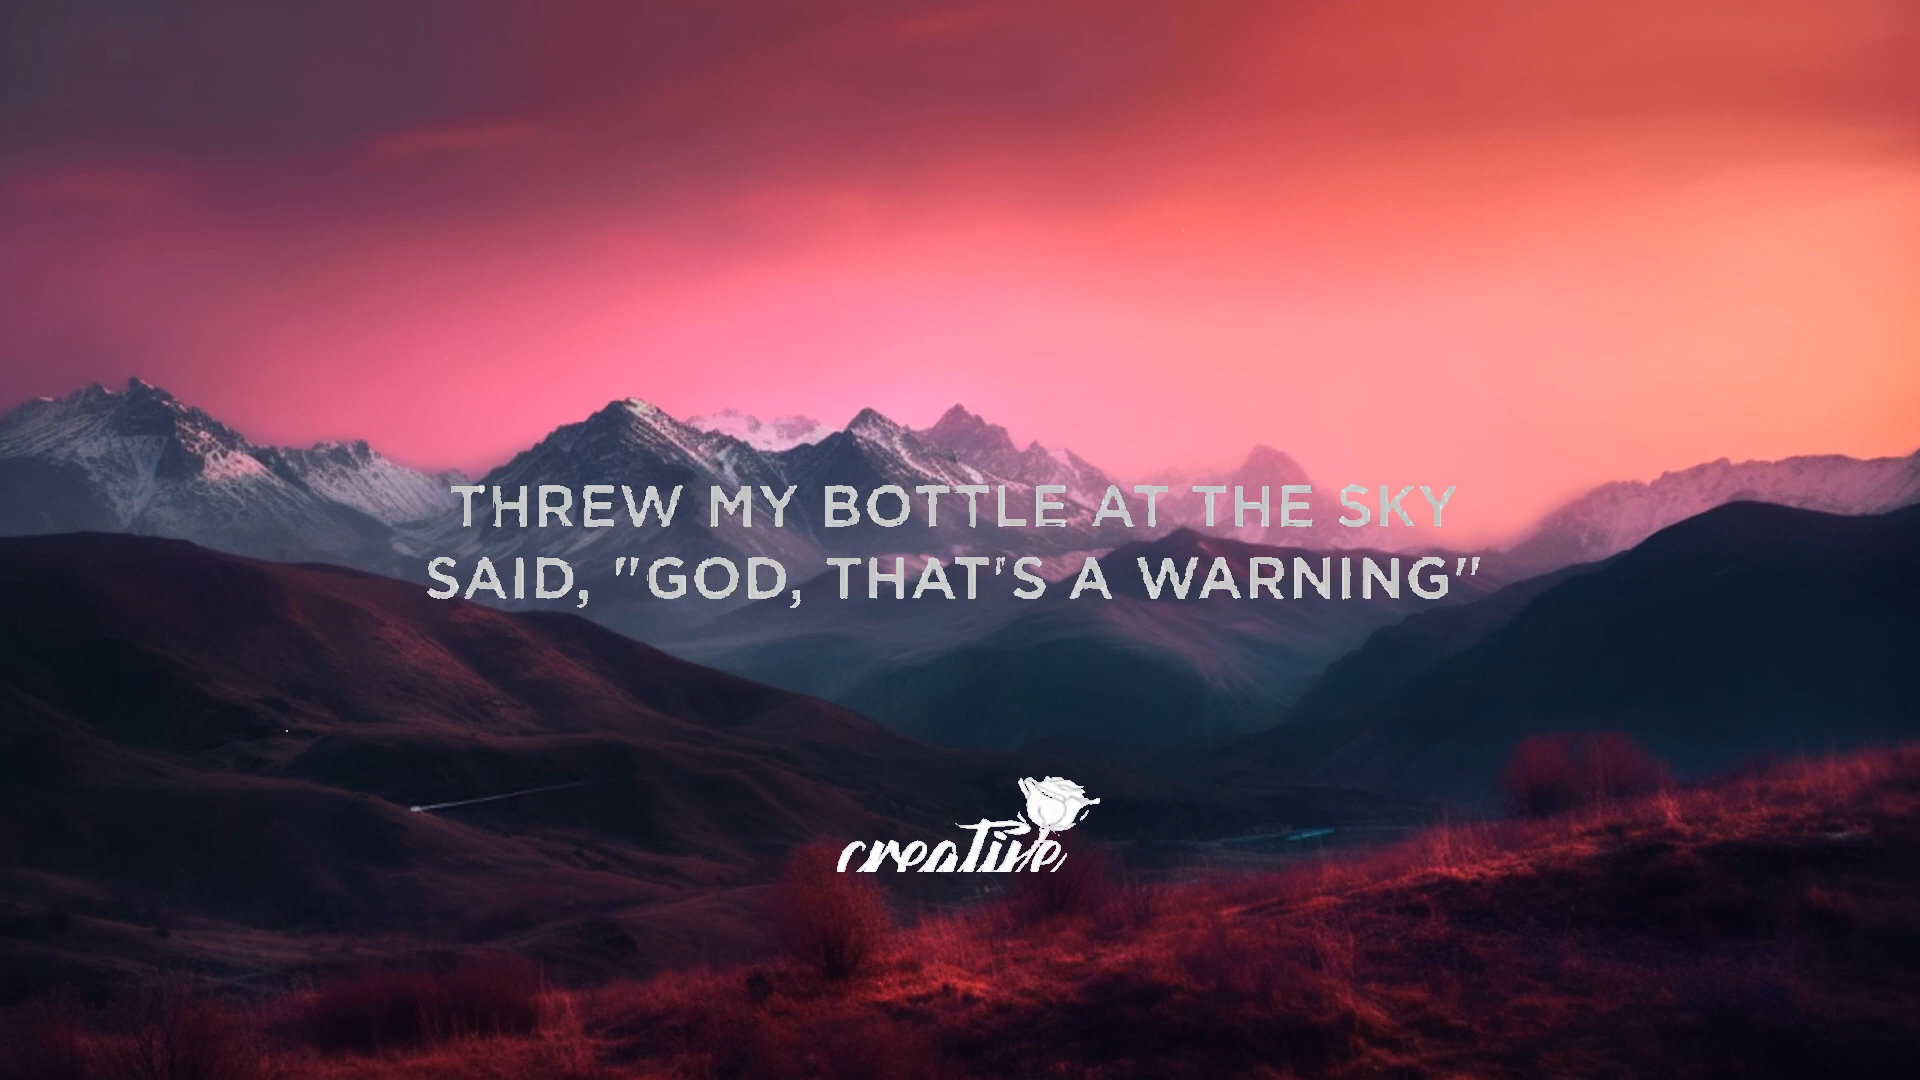 THREW MY BOTTLE AT THE SKY
SAID, "GOD, THAT'S A WARNING"
creative